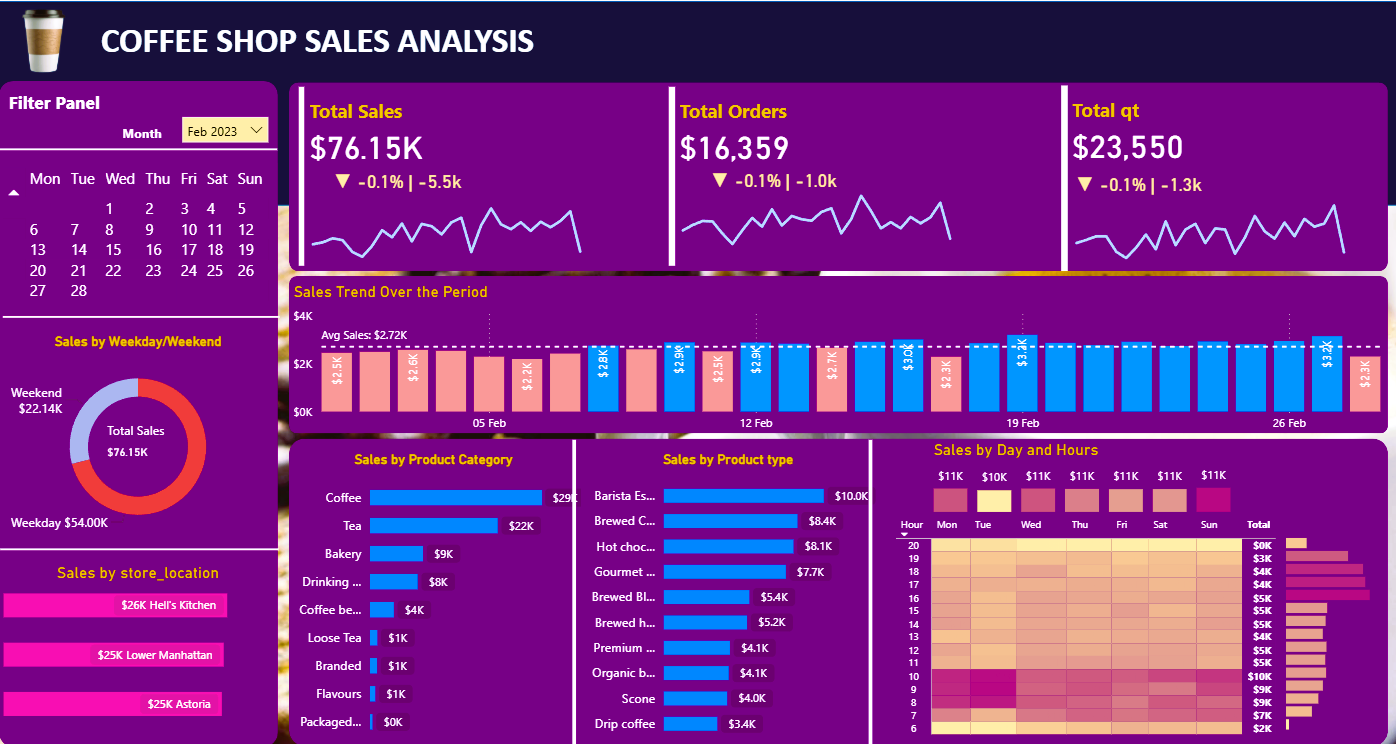 COFFEE SHOP SALES ANALYSIS
Filter Panel
Month Feb 2023
Mon Tue Wed Thu Fri Sat Sun
1 2 3 4 5
6 7 8 9 10 11 12
13 14 15 16 17 18 19
20 21 22 23 24 25 26
27 28
Sales by Weekday/Weekend
Weekend
$22.14K
Total Sales
$76.15K
Weekday $54.00K
Sales by store_location
$26K Hell's Kitchen
$25K Lower Manhattan
$25K Astoria
Total Sales
$76.15K
▼ -0.1% | -5.5k
Total Orders
$16,359
▼ -0.1% | -1.0k
Total qt
$23,550
▼ -0.1% | -1.3k
Sales Trend Over the Period
$4K
Avg Sales: $2.72K
$2K
$0K
$2.5K $2.6K $2.2K $2.8K $2.9K $2.5K $2.9K $2.7K $3.0K $2.3K $3.2K $3.2K $2.3K
05 Feb 12 Feb 19 Feb 26 Feb
Sales by Product Category
Coffee $29K
Tea $22K
Bakery $9K
Drinking ... $8K
Coffee be... $4K
Loose Tea $1K
Branded $1K
Flavours $1K
Packaged... $0K
Sales by Product type
Barista Es... $10.0K
Brewed C... $8.4K
Hot choc... $8.1K
Gourmet ... $7.7K
Brewed Bl... $5.4K
Brewed h... $5.2K
Premium ... $4.1K
Organic b... $4.1K
Scone $4.0K
Drip coffee $3.4K
Sales by Day and Hours
$11K $10K $11K $11K $11K $11K $11K
Hour Mon Tue Wed Thu Fri Sat Sun Total
20 $0K
19 $3K
18 $4K
17 $4K
16 $5K
15 $5K
14 $5K
13 $4K
12 $5K
11 $5K
10 $10K
9 $9K
8 $9K
7 $7K
6 $2K